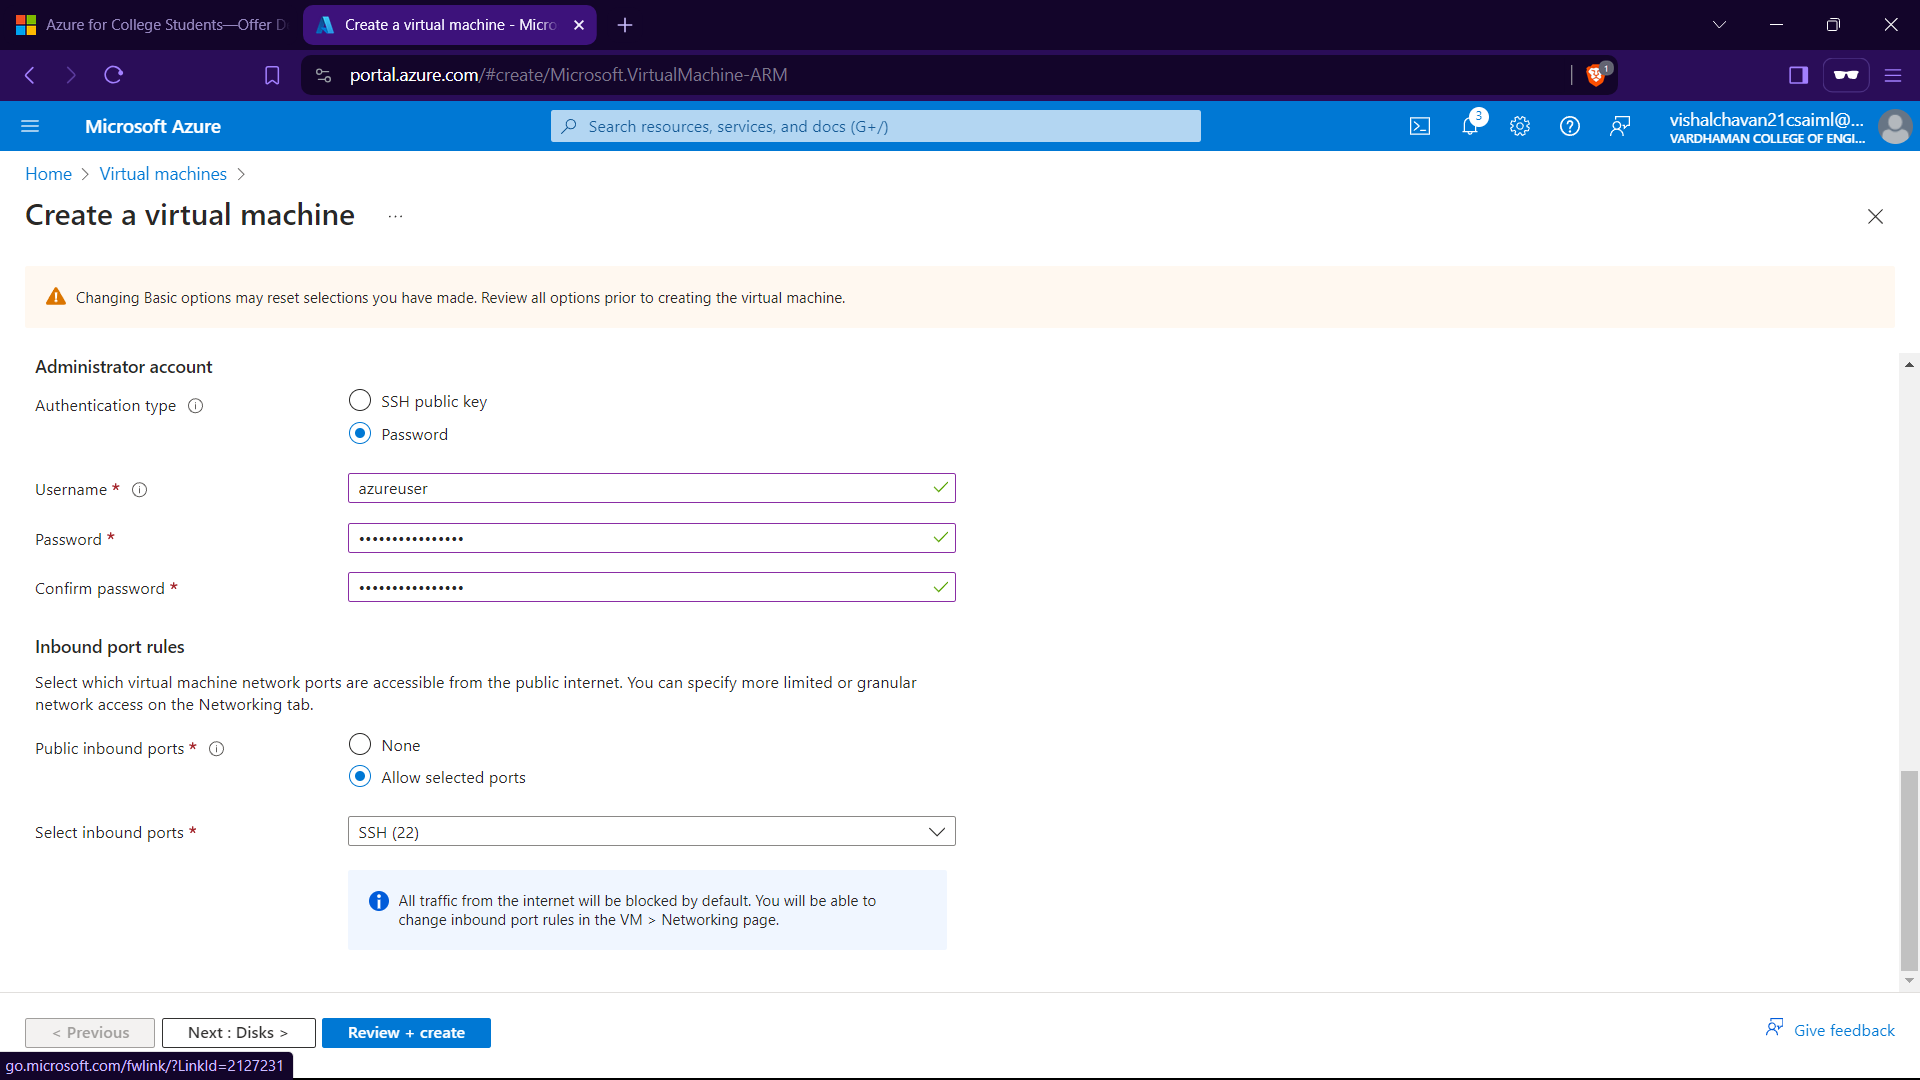 Azure for College Students—Offer D
Create a virtual machine - Micro
portal.azure.com/#create/Microsoft.VirtualMachine-ARM
1
Microsoft Azure
Search resources, services, and docs (G+/)
3
vishalchavan21csaiml@...
VARDHAMAN COLLEGE OF ENGI...
Home > Virtual machines >
Create a virtual machine ...
Changing Basic options may reset selections you have made. Review all options prior to creating the virtual machine.
Administrator account
Authentication type
SSH public key
Password
Username *
azureuser
Password *
••••••••••••••••
Confirm password *
••••••••••••••••
Inbound port rules
Select which virtual machine network ports are accessible from the public internet. You can specify more limited or granular
network access on the Networking tab.
Public inbound ports *
None
Allow selected ports
Select inbound ports *
SSH (22)
All traffic from the internet will be blocked by default. You will be able to
change inbound port rules in the VM > Networking page.
< Previous
Next : Disks >
Review + create
Give feedback
go.microsoft.com/fwlink/?LinkId=2127231